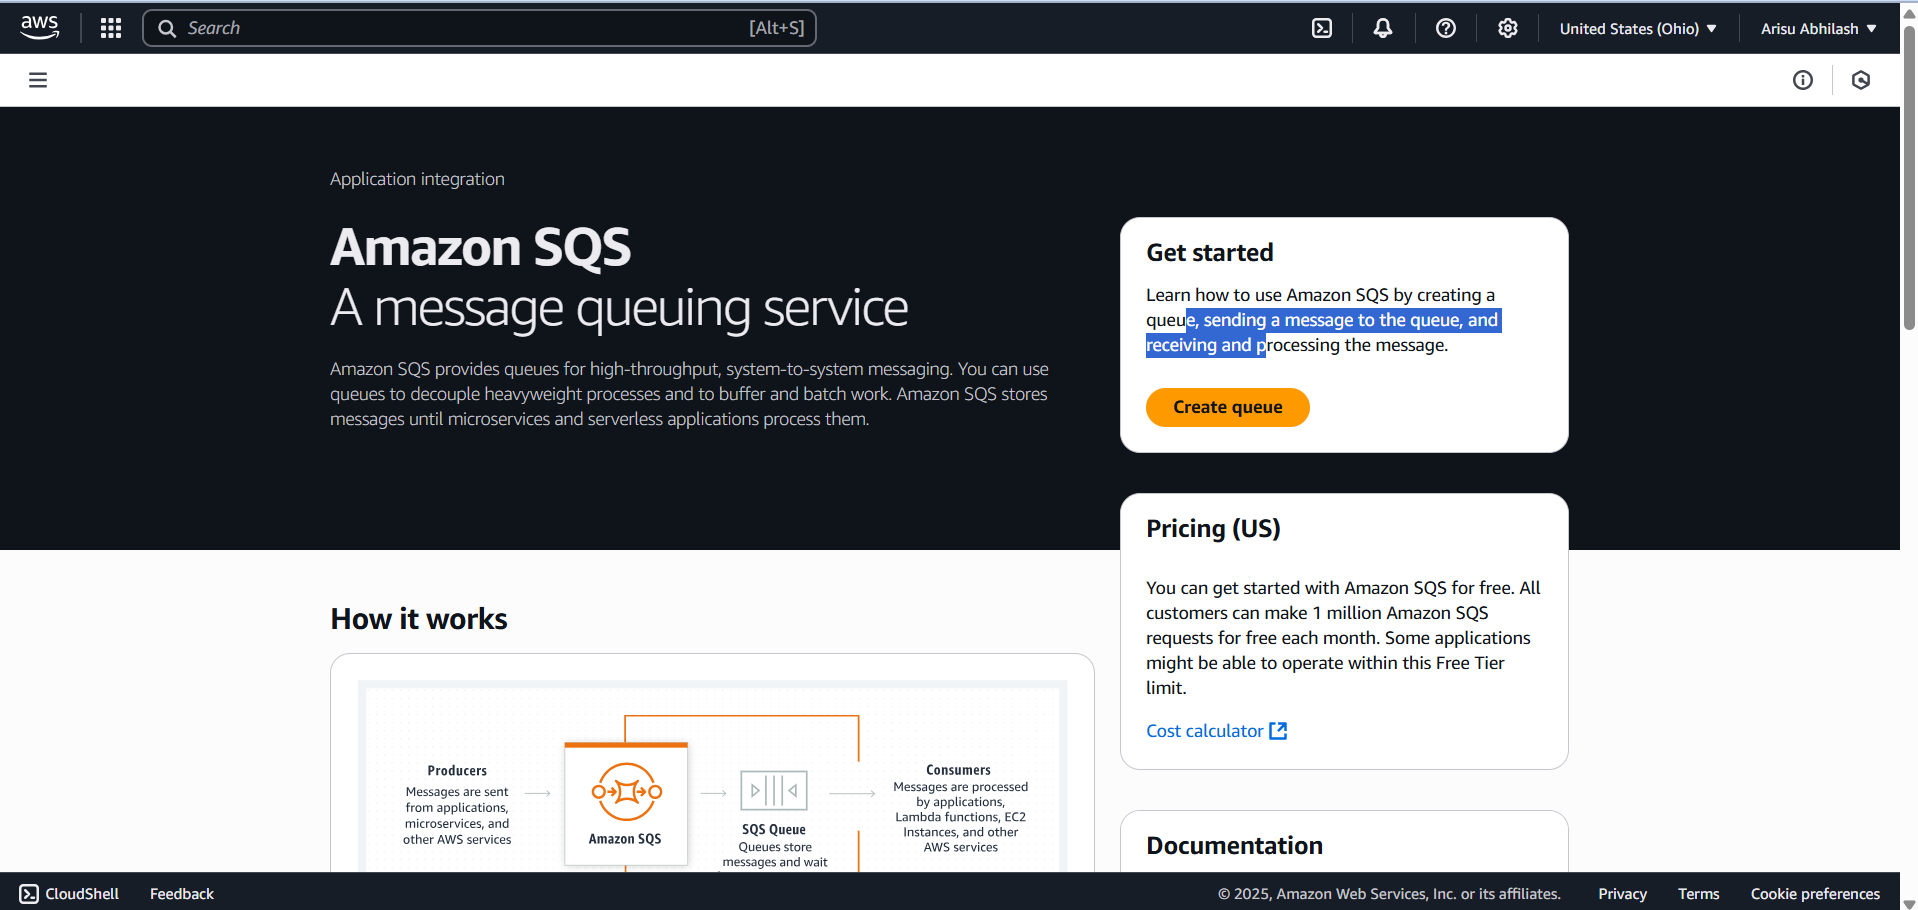 aws
Search
[Alt+S]
United States (Ohio)
Arisu Abhilash
Application integration
Amazon SQS
A message queuing service
Amazon SQS provides queues for high-throughput, system-to-system messaging. You can use
queues to decouple heavyweight processes and to buffer and batch work. Amazon SQS stores
messages until microservices and serverless applications process them.
Get started
Learn how to use Amazon SQS by creating a
queue, sending a message to the queue, and
receiving and processing the message.
Create queue
Pricing (US)
You can get started with Amazon SQS for free. All
customers can make 1 million Amazon SQS
requests for free each month. Some applications
might be able to operate within this Free Tier
limit.
Cost calculator
How it works
Producers
Messages are sent
from applications,
microservices, and
other AWS services
Amazon SQS
SQS Queue
Queues store
messages and wait
Consumers
Messages are processed
by applications,
Lambda functions, EC2
Instances, and other
AWS services
Documentation
CloudShell
Feedback
© 2025, Amazon Web Services, Inc. or its affiliates.
Privacy
Terms
Cookie preferences